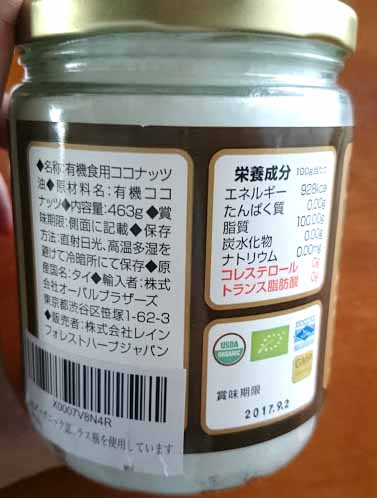 ◆名称:有機食用ココナッツ
油◆原材料名:有機ココ
ナッツ◆内容量:463g◆賞
味期限:側面に記載◆保存
方法:直射日光、高温多湿を
避けて冷暗所にて保存◆原
産国名:タイ◆輸入者:株式
会社オーバルブラザーズ
東京都渋谷区笹塚1-62-3
◆販売者:株式会社レイン
フォレストハーブジャパン
X0007V8N4R
ラス瓶を使用しています
栄養成分 100g当たり
エネルギー 928kcal
たんぱく質 0.00g
脂質 100.00g
炭水化物 0.00g
ナトリウム 0.00mg
コレステロール 0g
トランス脂肪酸 0g
USDA
ORGANIC
GMP
賞味期限
2017.9.2